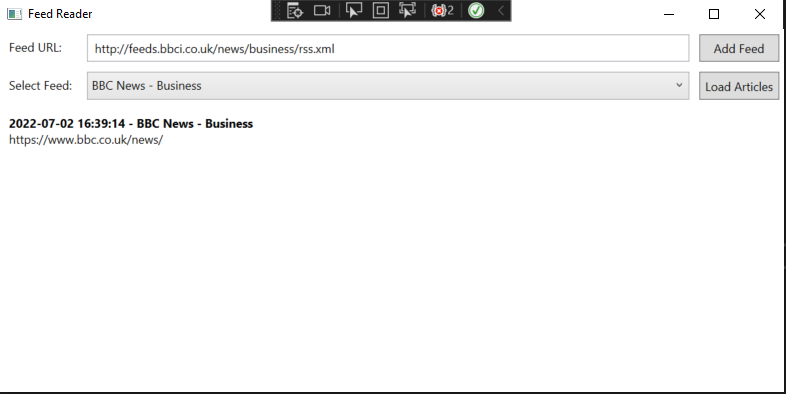 Feed Reader
2
Feed URL:
http://feeds.bbci.co.uk/news/business/rss.xml
Add Feed
Select Feed:
BBC News - Business
Load Articles
2022-07-02 16:39:14 - BBC News - Business
https://www.bbc.co.uk/news/